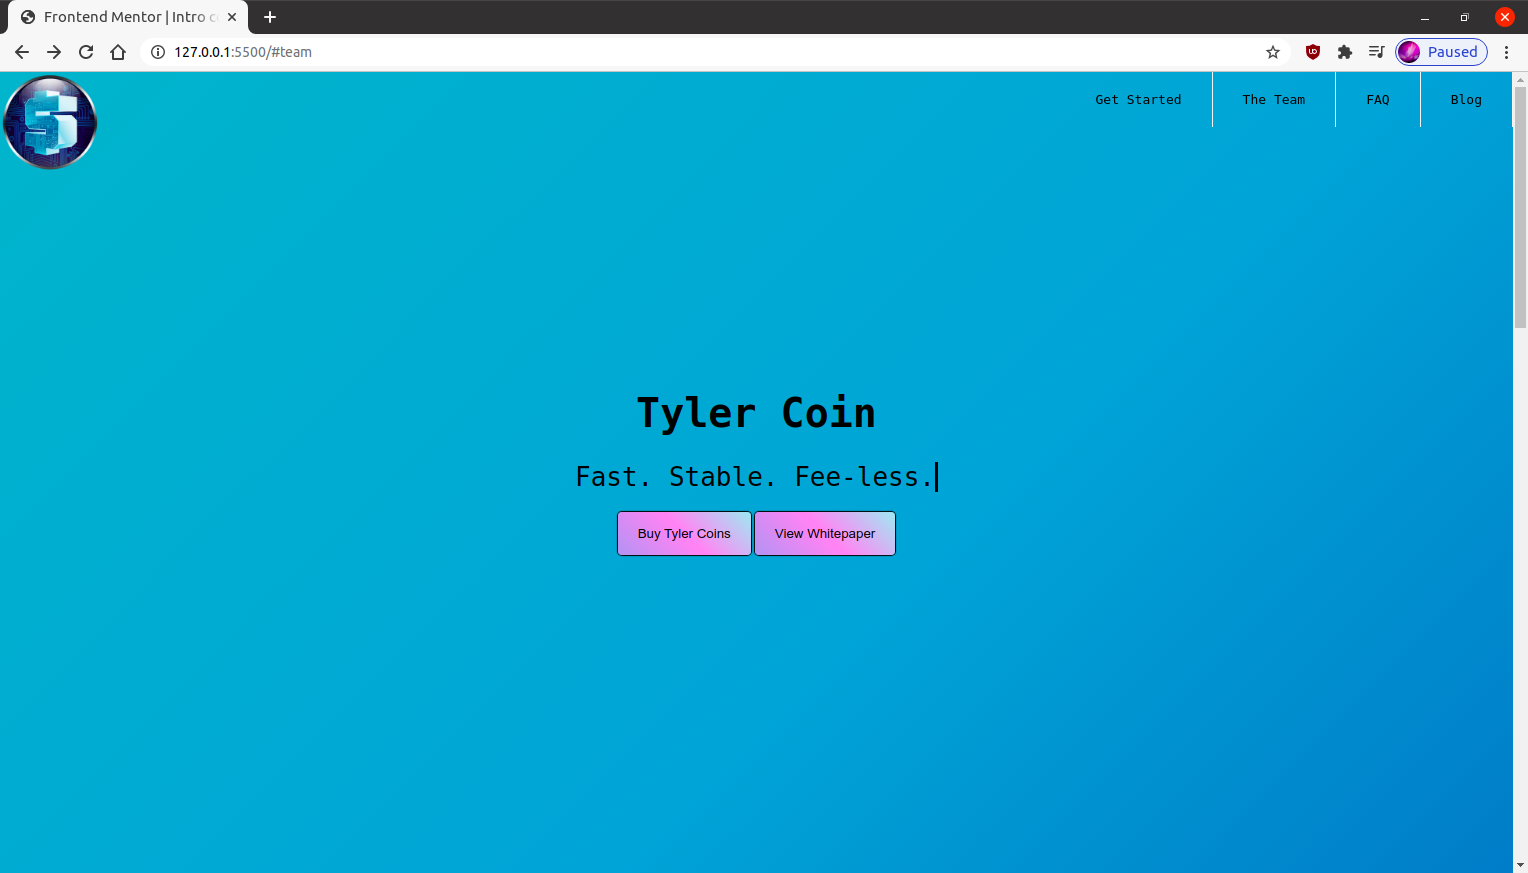 Frontend Mentor | Intro c
127.0.0.1:5500/#team
Paused
Get Started
The Team
FAQ
Blog
Tyler Coin
Fast. Stable. Fee-less.
Buy Tyler Coins
View Whitepaper